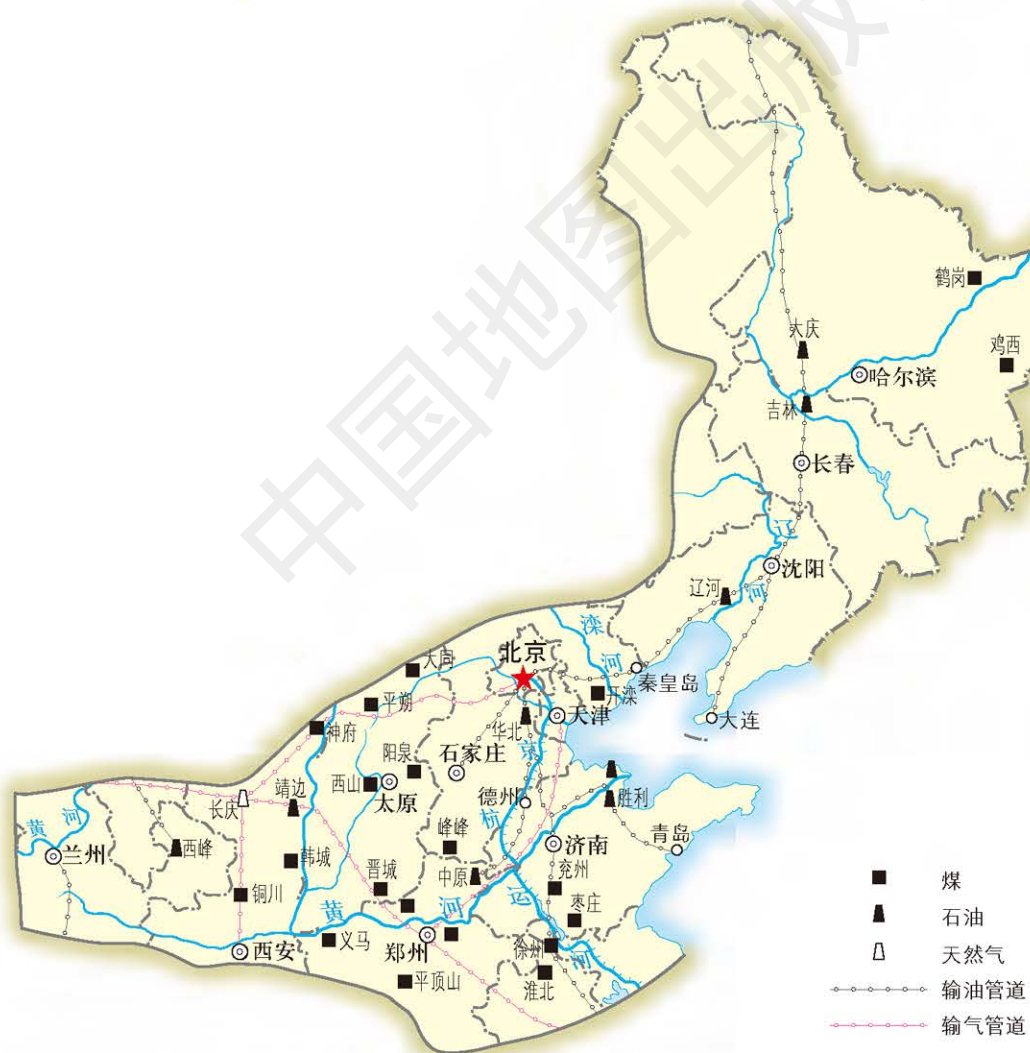 中国地图出版
鹤岗
大庆
鸡西
哈尔滨
吉林
长春
辽
河
沈阳
辽河
滦
河
北京
大同
秦皇岛
开滦
平朔
天津
大连
华北
神府
京
阳泉
石家庄
靖边
西山
太原
德州
胜利
长庆
杭
黄
河
青岛
兰州
西峰
峰峰
济南
韩城
晋城
中原
兖州
煤
铜川
运
枣庄
黄
河
石油
义马
郑州
徐州
河
西安
天然气
平顶山
淮北
输油管道
输气管道